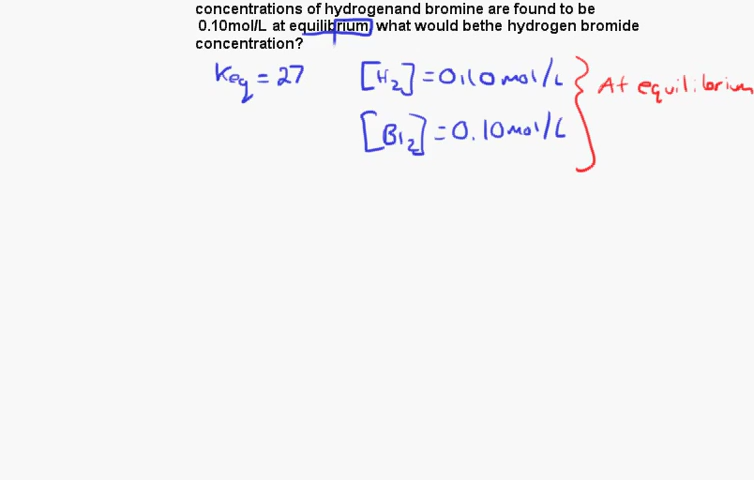 concentrations of hydrogenand bromine are found to be
0.10mol/L at equilibrium, what would bethe hydrogen bromide
concentration?
Keq = 27 [H2] = 0.10 mol/L At equilibrium
[Br2] = 0.10 mol/L